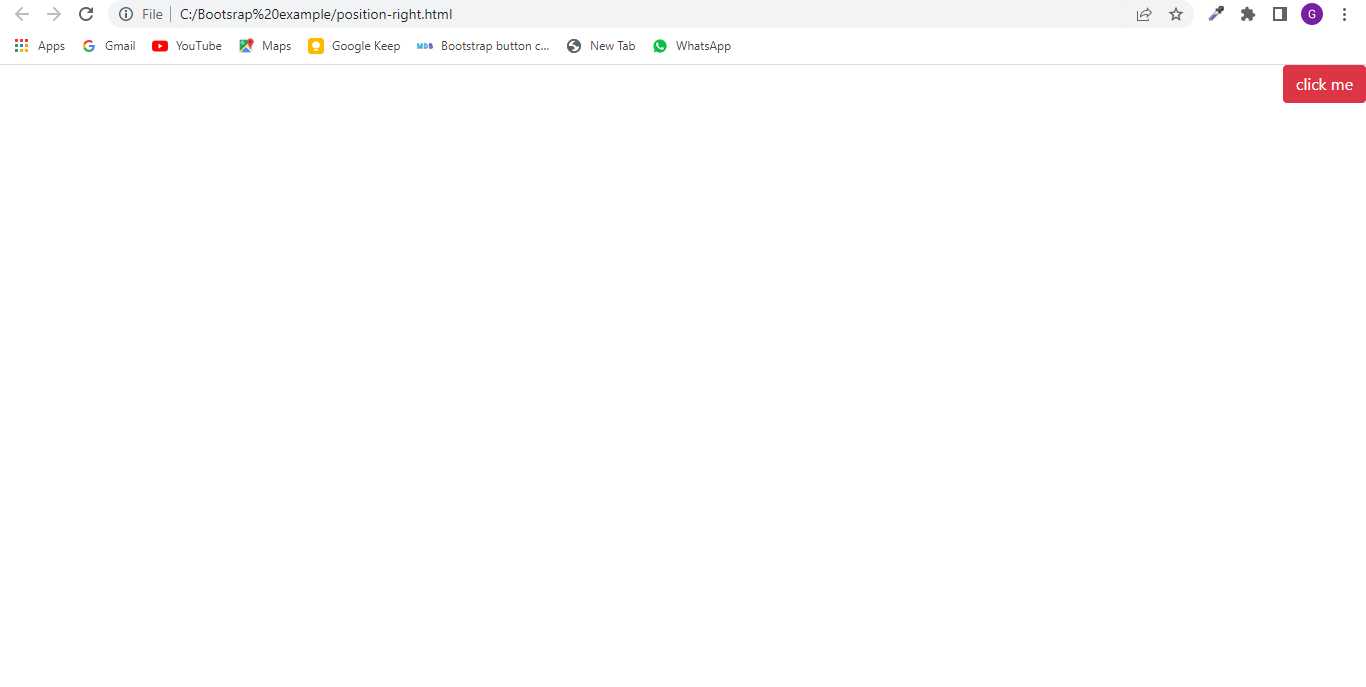 File C:/Bootsrap%20example/position-right.html G
Apps Gmail YouTube Maps Google Keep MDB Bootstrap button c... New Tab WhatsApp
click me